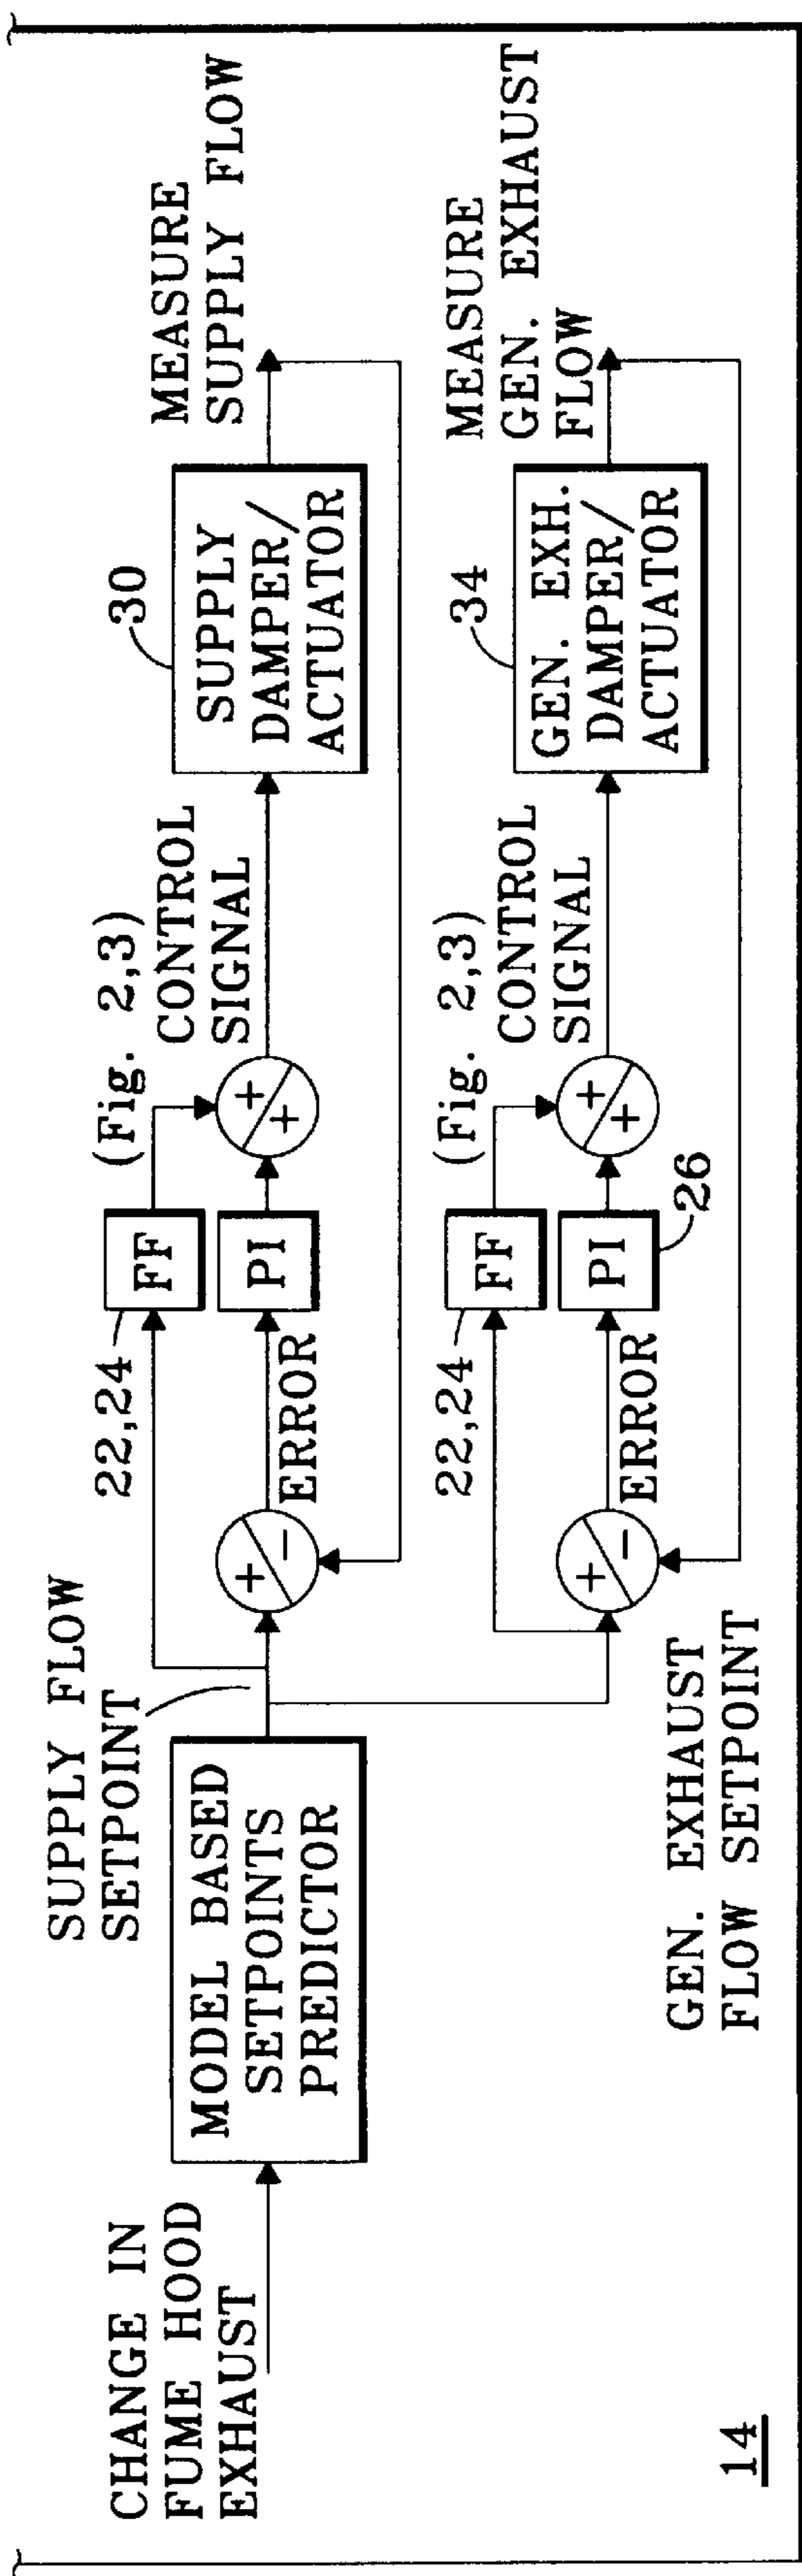 CHANGE IN
FUME HOOD
EXHAUST
MODEL BASED
SETPOINTS
PREDICTOR
SUPPLY FLOW
SETPOINT
+
-
ERROR
22,24
FF
PI
(Fig. 2,3)
+
+
CONTROL
SIGNAL
30
SUPPLY
DAMPER/
ACTUATOR
MEASURE
SUPPLY FLOW
GEN. EXHAUST
FLOW SETPOINT
+
-
ERROR
22,24
FF
PI
26
(Fig. 2,3)
+
+
CONTROL
SIGNAL
34
GEN. EXH.
DAMPER/
ACTUATOR
MEASURE
GEN. EXHAUST
FLOW
14